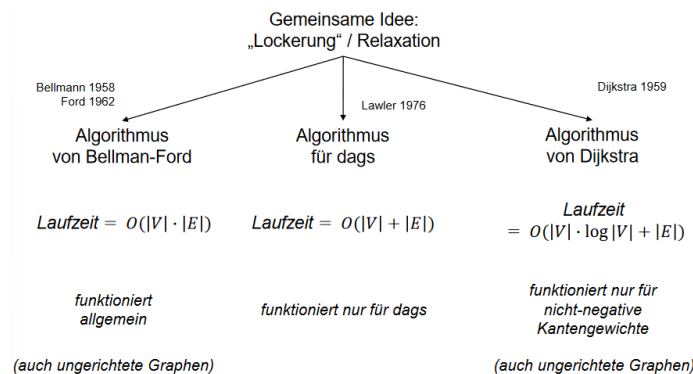 Gemeinsame Idee:
„Lockerung“ / Relaxation
Bellmann 1958
Ford 1962
Lawler 1976
Dijkstra 1959
Algorithmus
von Bellman-Ford
Algorithmus
für dags
Algorithmus
von Dijkstra
Laufzeit = O(|V| · |E|)
Laufzeit = O(|V| + |E|)
Laufzeit
= O(|V| · log|V| + |E|)
funktioniert
allgemein
funktioniert nur für dags
funktioniert nur für
nicht-negative
Kantengewichte
(auch ungerichtete Graphen)
(auch ungerichtete Graphen)